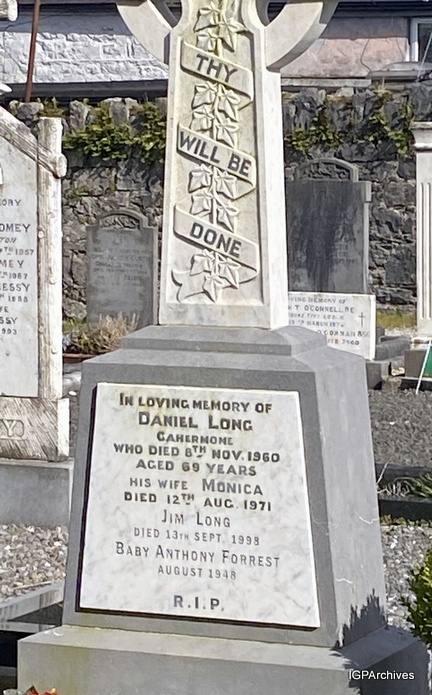 THY
WILL BE
DONE
IN LOVING MEMORY OF
DANIEL LONG
CAHERMONE
WHO DIED 8TH NOV. 1960
AGED 69 YEARS
HIS WIFE MONICA
DIED 12TH AUG. 1971
JIM LONG
DIED 13TH SEPT. 1998
BABY ANTHONY FORREST
AUGUST 1948
R.I.P.
IGPArchives